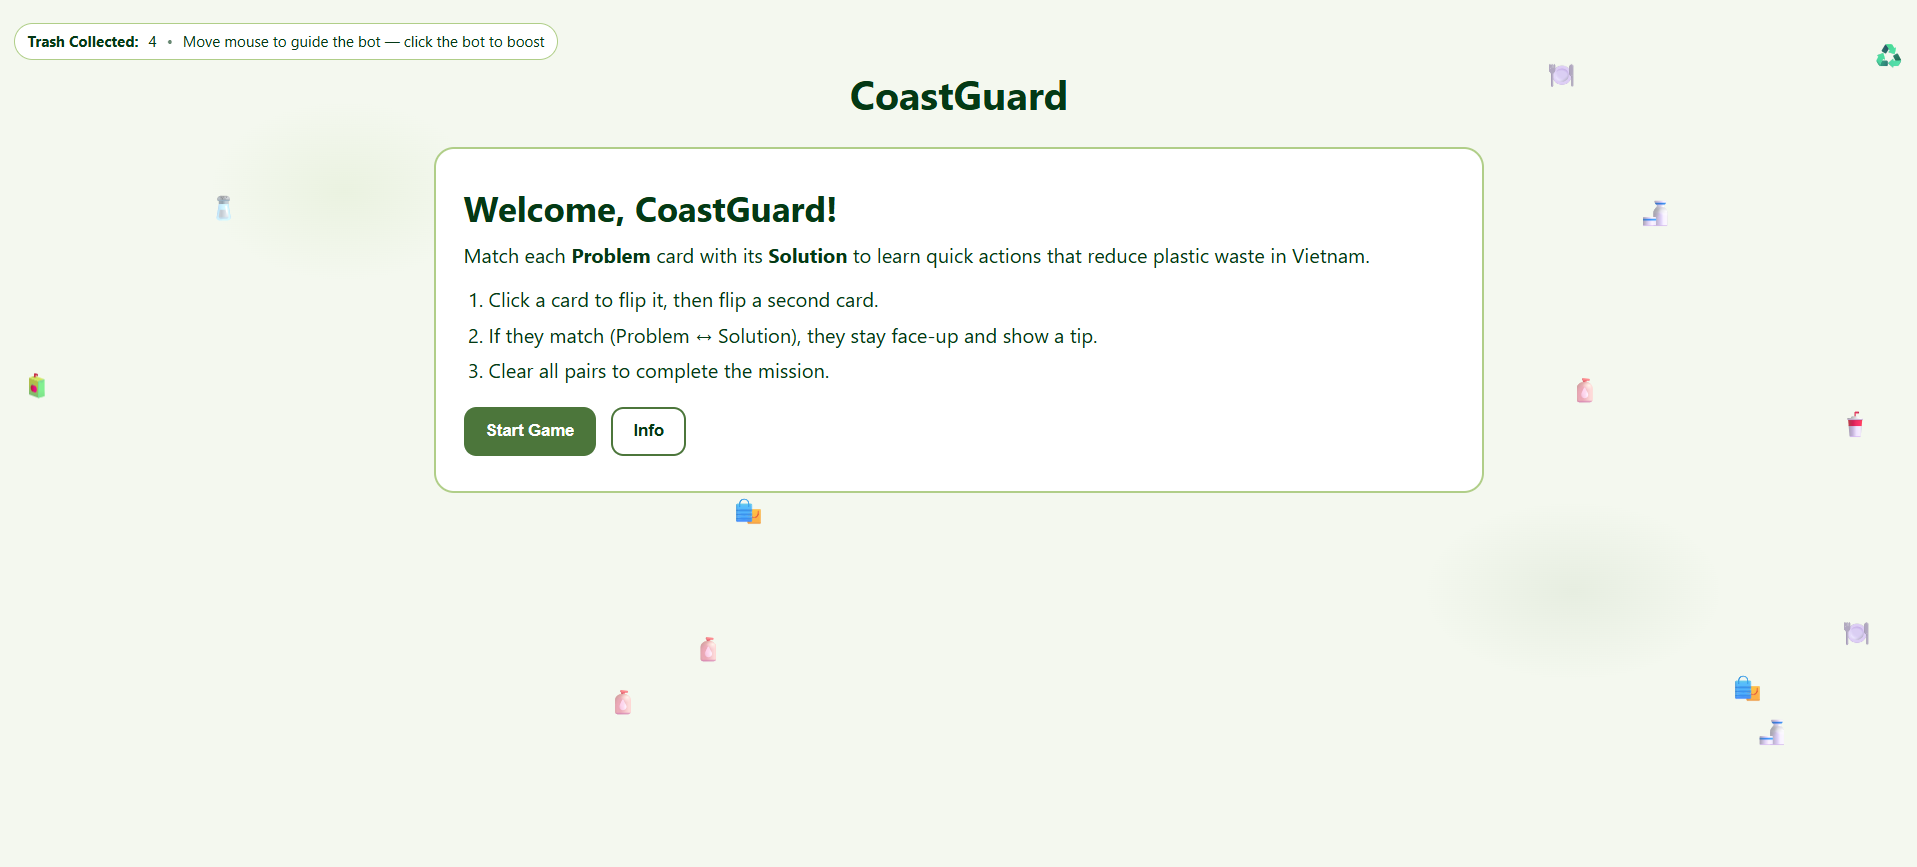 Trash Collected: 4 • Move mouse to guide the bot — click the bot to boost
CoastGuard
Welcome, CoastGuard!
Match each Problem card with its Solution to learn quick actions that reduce plastic waste in Vietnam.
1. Click a card to flip it, then flip a second card.
2. If they match (Problem ↔ Solution), they stay face-up and show a tip.
3. Clear all pairs to complete the mission.
Start Game
Info